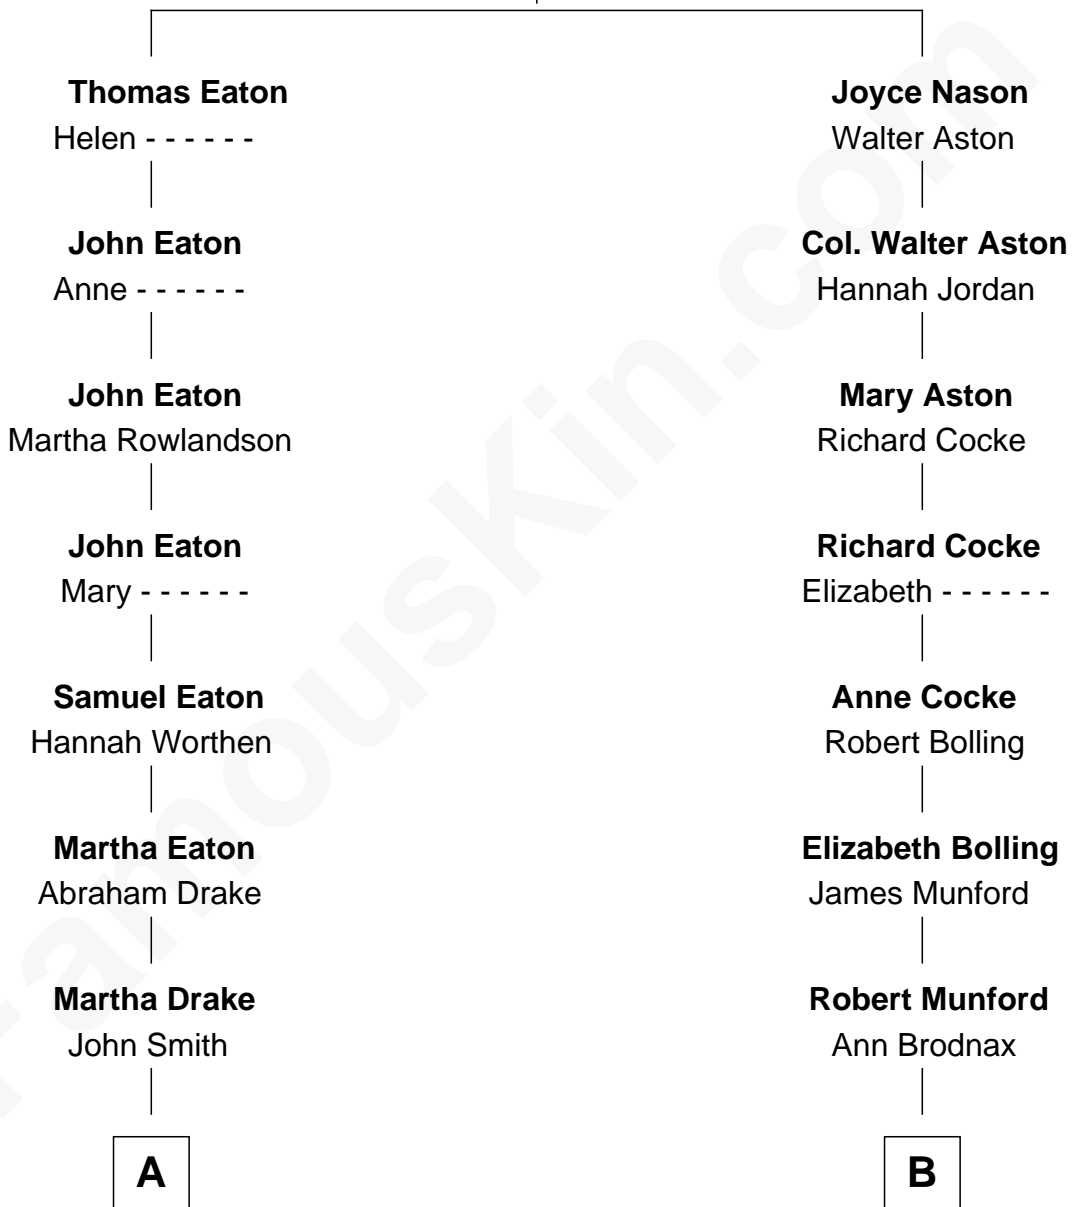 Thomas Eaton
Helen - - - - - -
John Eaton
Anne - - - - - -
John Eaton
Martha Rowlandson
John Eaton
Mary - - - - - -
Samuel Eaton
Hannah Worthen
Martha Eaton
Abraham Drake
Martha Drake
John Smith
A
Joyce Nason
Walter Aston
Col. Walter Aston
Hannah Jordan
Mary Aston
Richard Cocke
Richard Cocke
Elizabeth - - - - - -
Anne Cocke
Robert Bolling
Elizabeth Bolling
James Munford
Robert Munford
Ann Brodnax
B
FamousKin.com